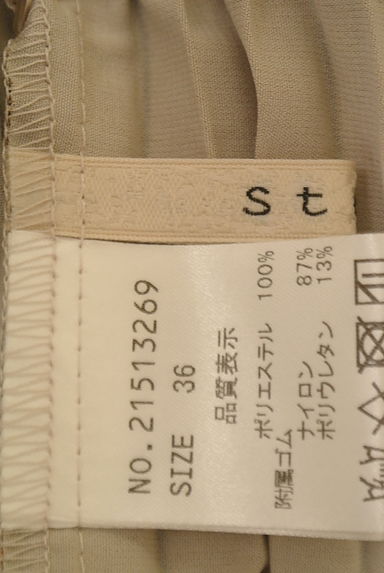 St
NO.21513269
SIZE 36
品質表示
ポリエステル 100%
附属ゴム
ナイロン 87%
ポリウレタン 13%